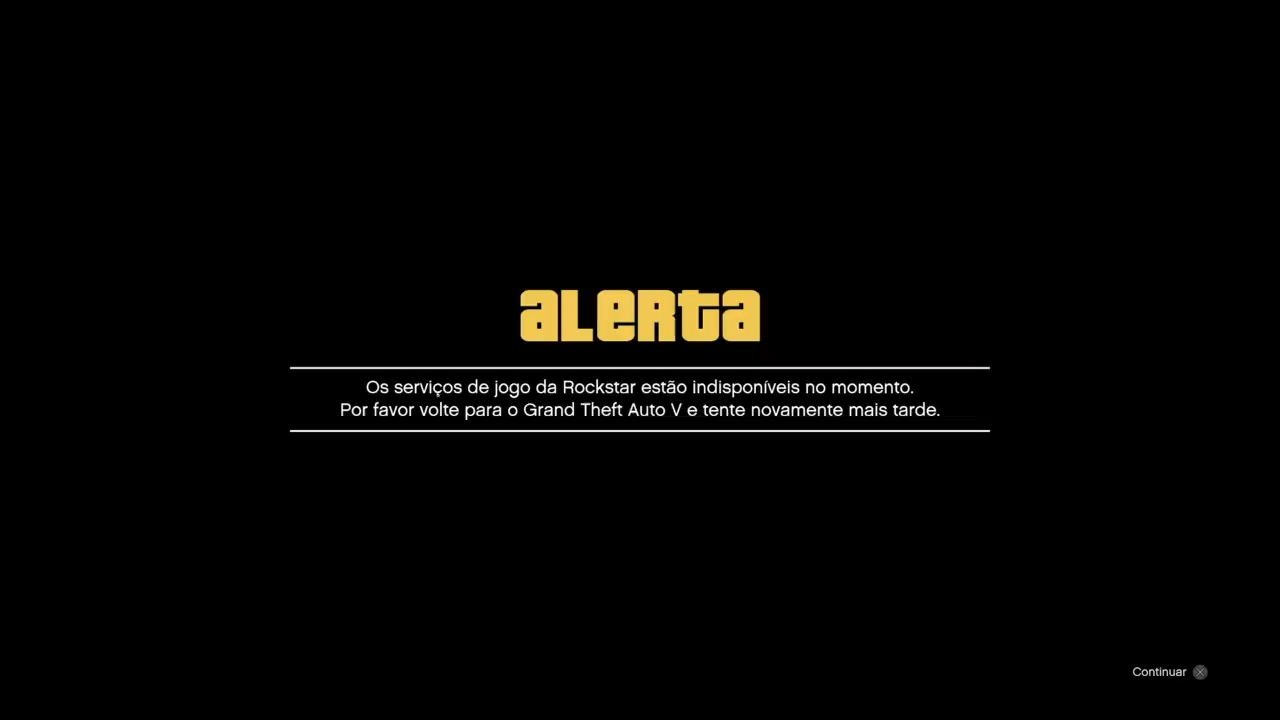 alerta
Os serviços de jogo da Rockstar estão indisponíveis no momento.
Por favor volte para o Grand Theft Auto V e tente novamente mais tarde.
Continuar